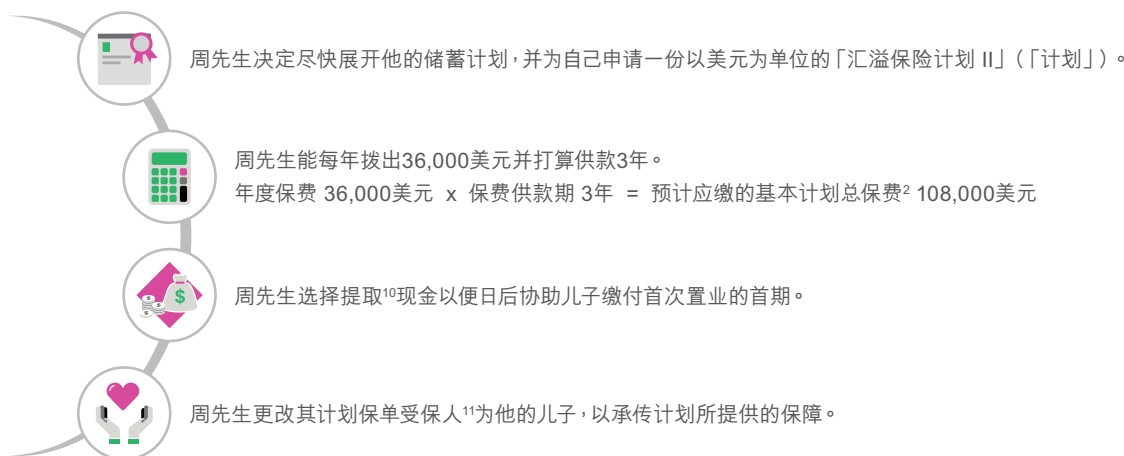 周先生决定尽快展开他的储蓄计划，并为自己申请一份以美元为单位的「汇溢保险计划 II」（「计划」）。
周先生能每年拨出36,000美元并打算供款3年。
年度保费 36,000美元 x 保费供款期 3年 = 预计应缴的基本计划总保费² 108,000美元
周先生选择提取¹⁰现金以便日后协助儿子缴付首次置业的首期。
周先生更改其计划保单受保人¹¹为他的儿子，以承传计划所提供的保障。